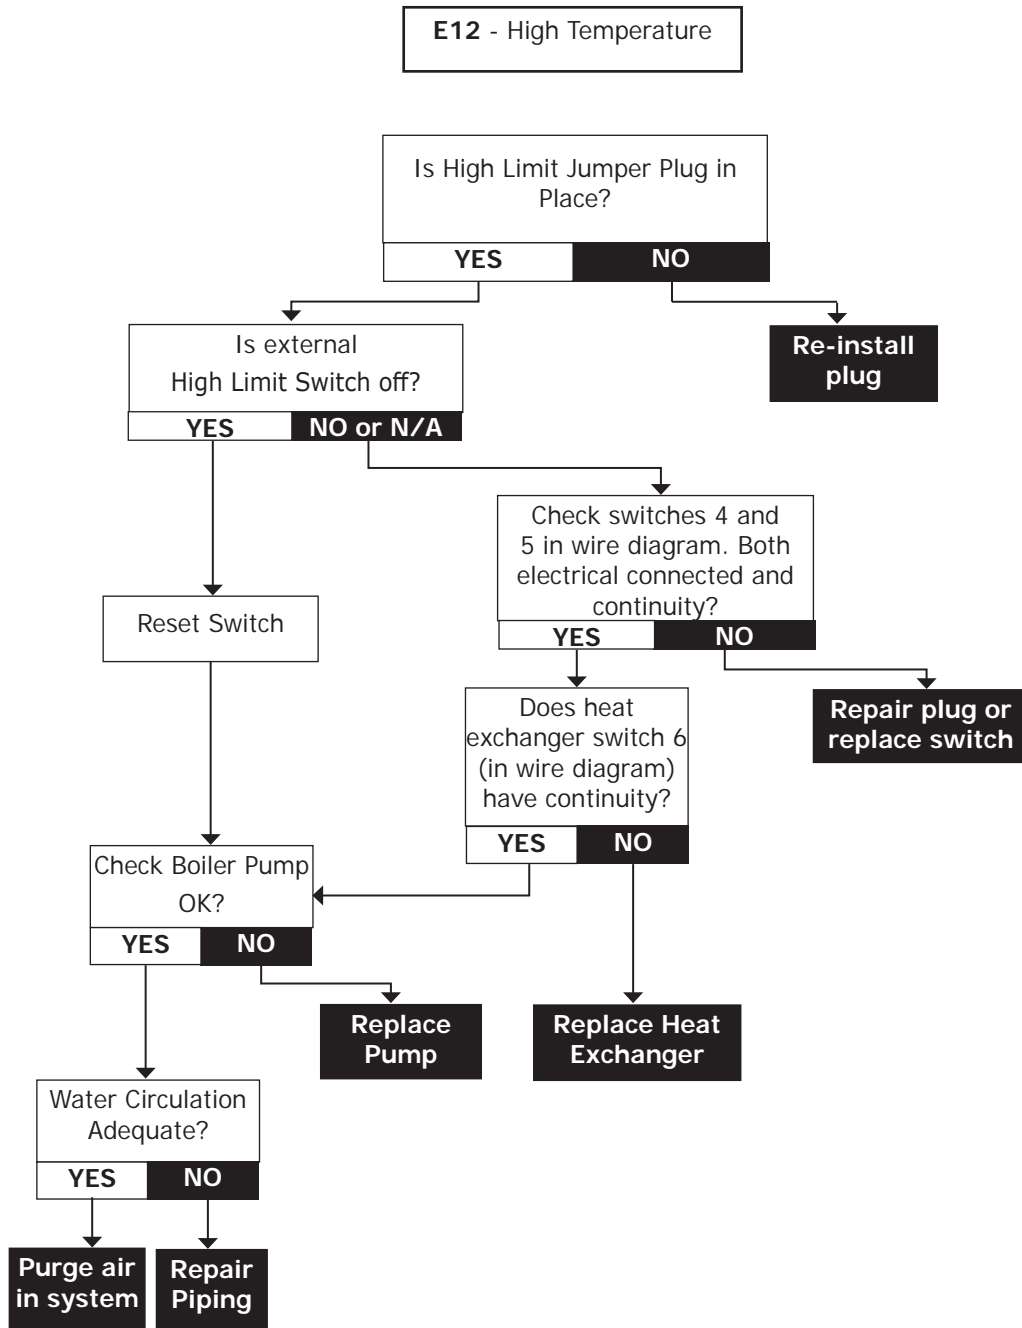 E12 - High Temperature
Is High Limit Jumper Plug in
Place?
YES
NO
Is external
High Limit Switch off?
YES
NO or N/A
Re-install
plug
Check switches 4 and
5 in wire diagram. Both
electrical connected and
continuity?
YES
NO
Reset Switch
Does heat
exchanger switch 6
(in wire diagram)
have continuity?
YES
NO
Repair plug or
replace switch
Check Boiler Pump
OK?
YES
NO
Replace
Pump
Replace Heat
Exchanger
Water Circulation
Adequate?
YES
NO
Purge air
in system
Repair
Piping